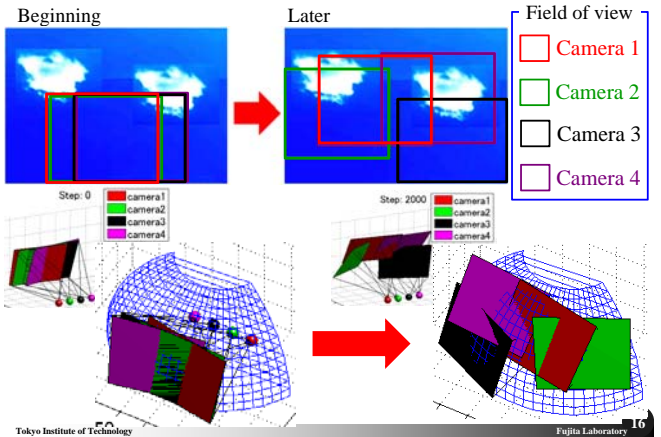 Beginning
Later
Field of view
Camera 1
Camera 2
Camera 3
Camera 4
Step: 0
camera1
camera2
camera3
camera4
Step: 2000
camera1
camera2
camera3
camera4
Tokyo Institute of Technology
Fujita Laboratory
16